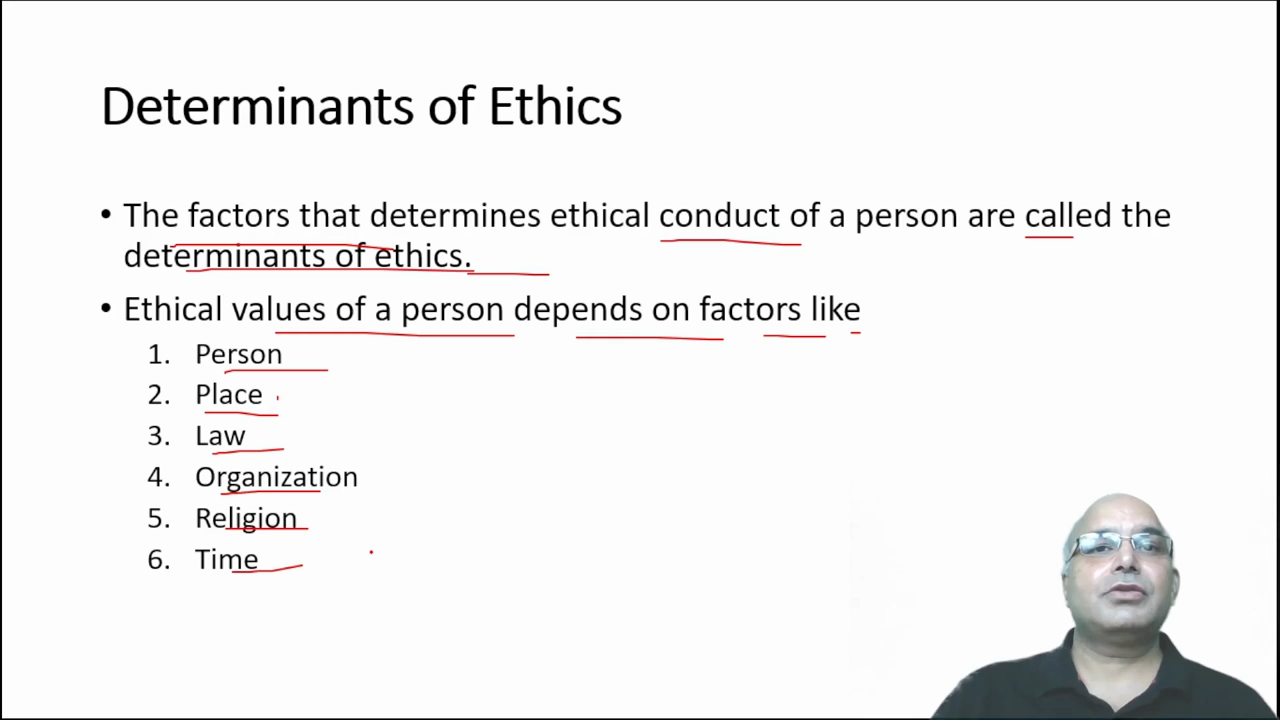 Determinants of Ethics
• The factors that determines ethical conduct of a person are called the
determinants of ethics.
• Ethical values of a person depends on factors like
1. Person
2. Place
3. Law
4. Organization
5. Religion
6. Time